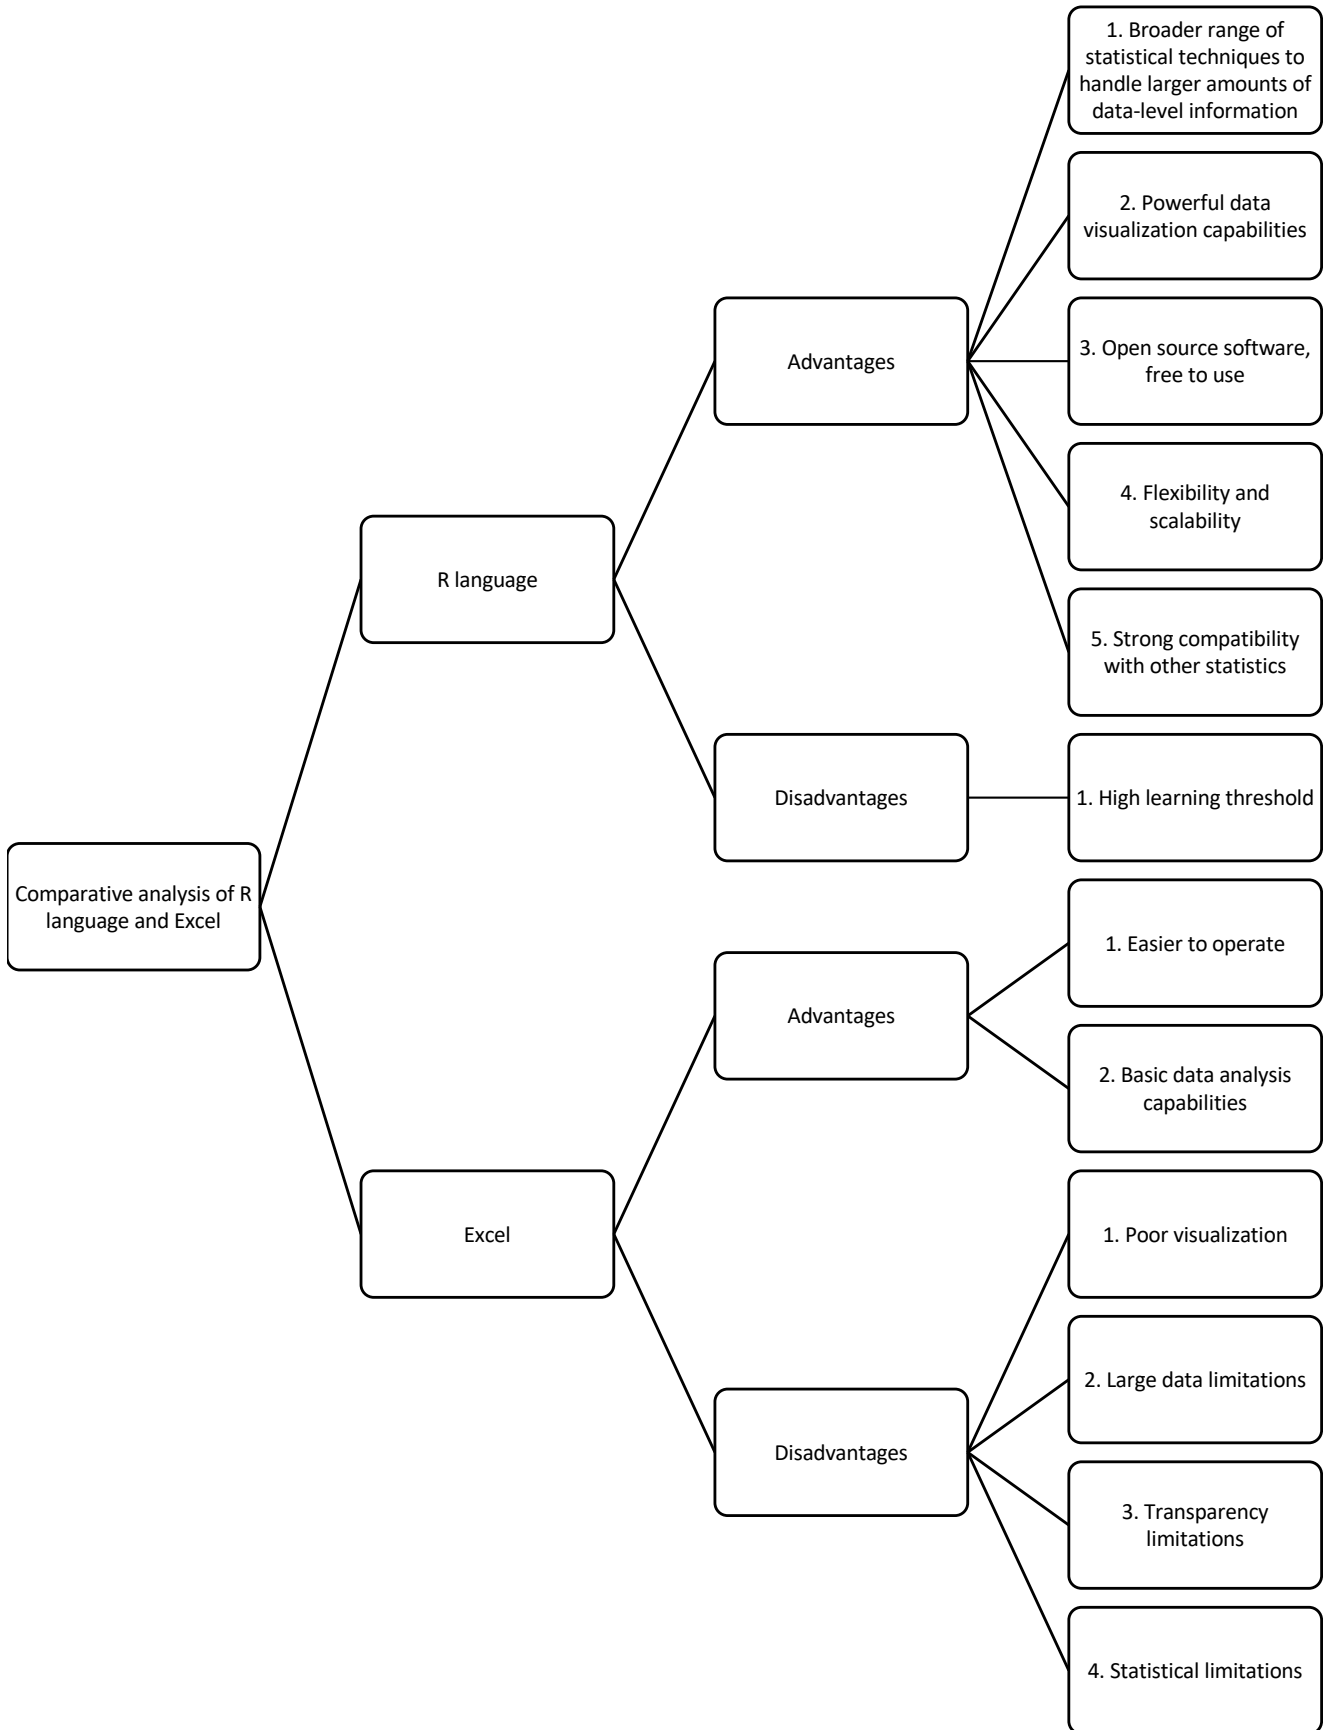 Comparative analysis of R
language and Excel
R language
Advantages
1. Broader range of
statistical techniques to
handle larger amounts of
data-level information
2. Powerful data
visualization capabilities
3. Open source software,
free to use
4. Flexibility and
scalability
5. Strong compatibility
with other statistics
Disadvantages
1. High learning threshold
Excel
Advantages
1. Easier to operate
2. Basic data analysis
capabilities
Disadvantages
1. Poor visualization
2. Large data limitations
3. Transparency
limitations
4. Statistical limitations